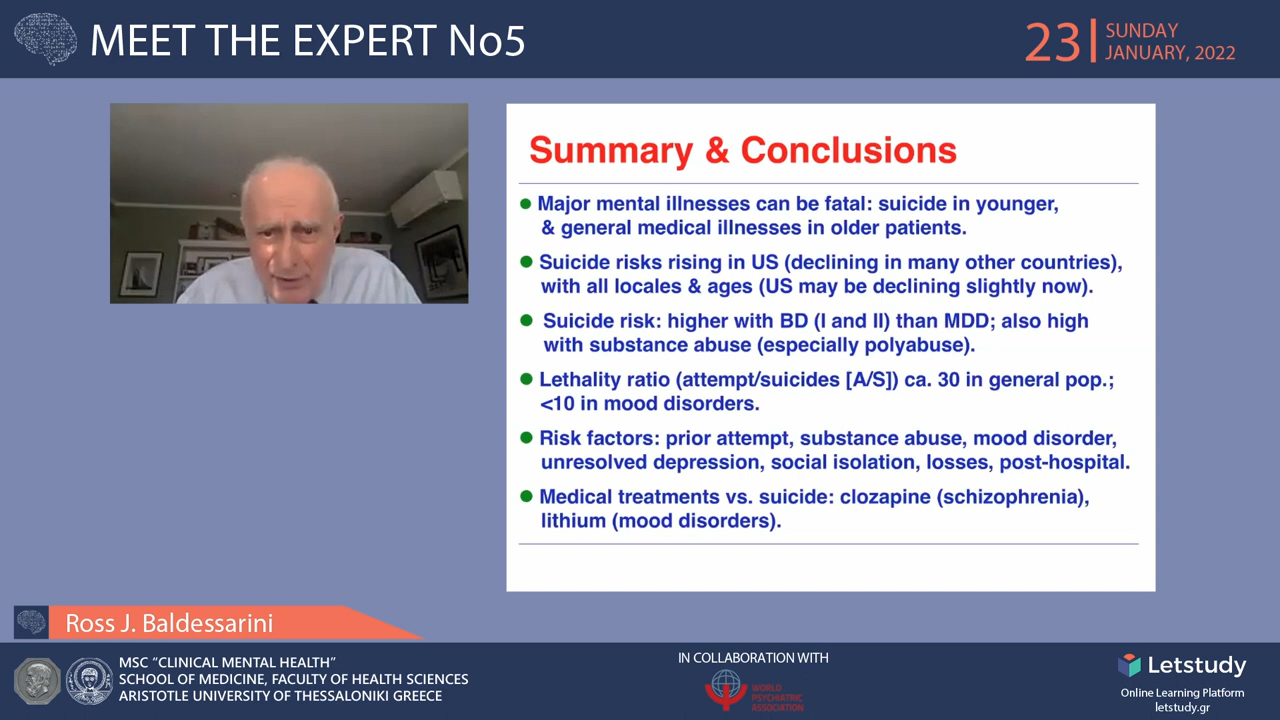 MEET THE EXPERT No5
23
SUNDAY
JANUARY, 2022
Summary & Conclusions
Major mental illnesses can be fatal: suicide in younger,
& general medical illnesses in older patients.
Suicide risks rising in US (declining in many other countries),
with all locales & ages (US may be declining slightly now).
Suicide risk: higher with BD (I and II) than MDD; also high
with substance abuse (especially polyabuse).
Lethality ratio (attempt/suicides [A/S]) ca. 30 in general pop.;
<10 in mood disorders.
Risk factors: prior attempt, substance abuse, mood disorder,
unresolved depression, social isolation, losses, post-hospital.
Medical treatments vs. suicide: clozapine (schizophrenia),
lithium (mood disorders).
Ross J. Baldessarini
MSC “CLINICAL MENTAL HEALTH”
SCHOOL OF MEDICINE, FACULTY OF HEALTH SCIENCES
ARISTOTLE UNIVERSITY OF THESSALONIKI GREECE
IN COLLABORATION WITH
WORLD
PSYCHIATRIC
ASSOCIATION
Letstudy
Online Learning Platform
letstudy.gr